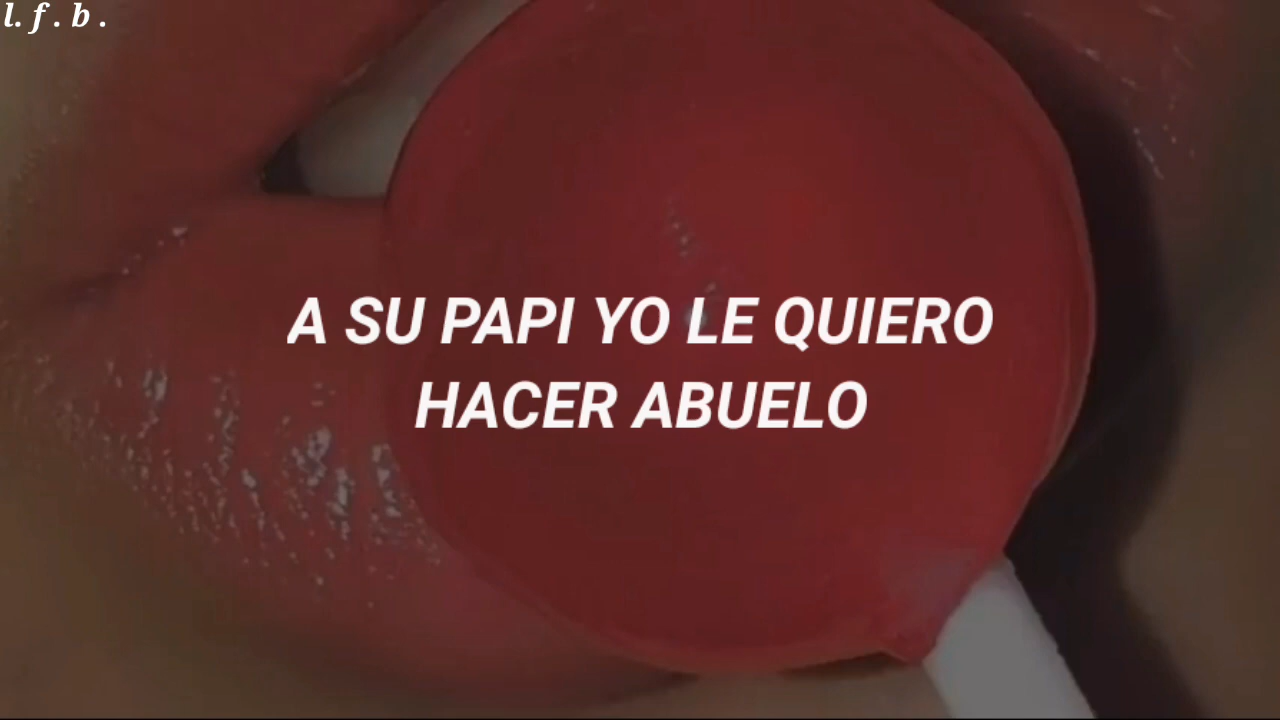 l. f . b .
A SU PAPI YO LE QUIERO
HACER ABUELO